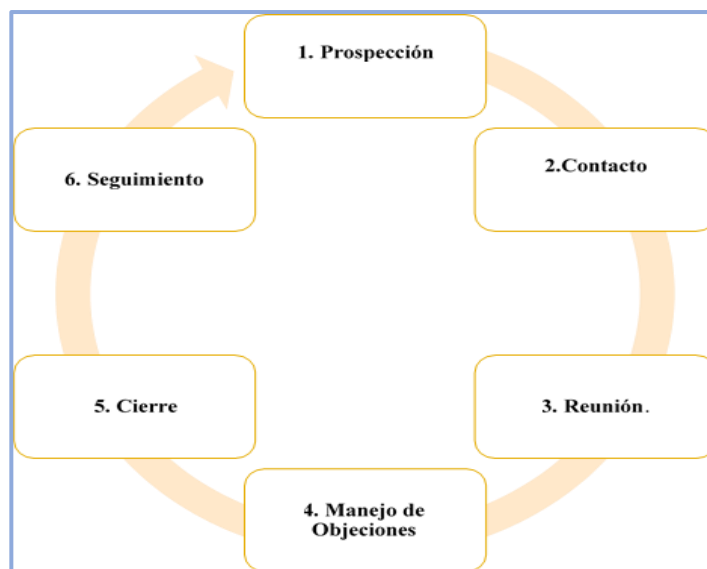 1. Prospección
2.Contacto
3. Reunión.
4. Manejo de
Objeciones
5. Cierre
6. Seguimiento